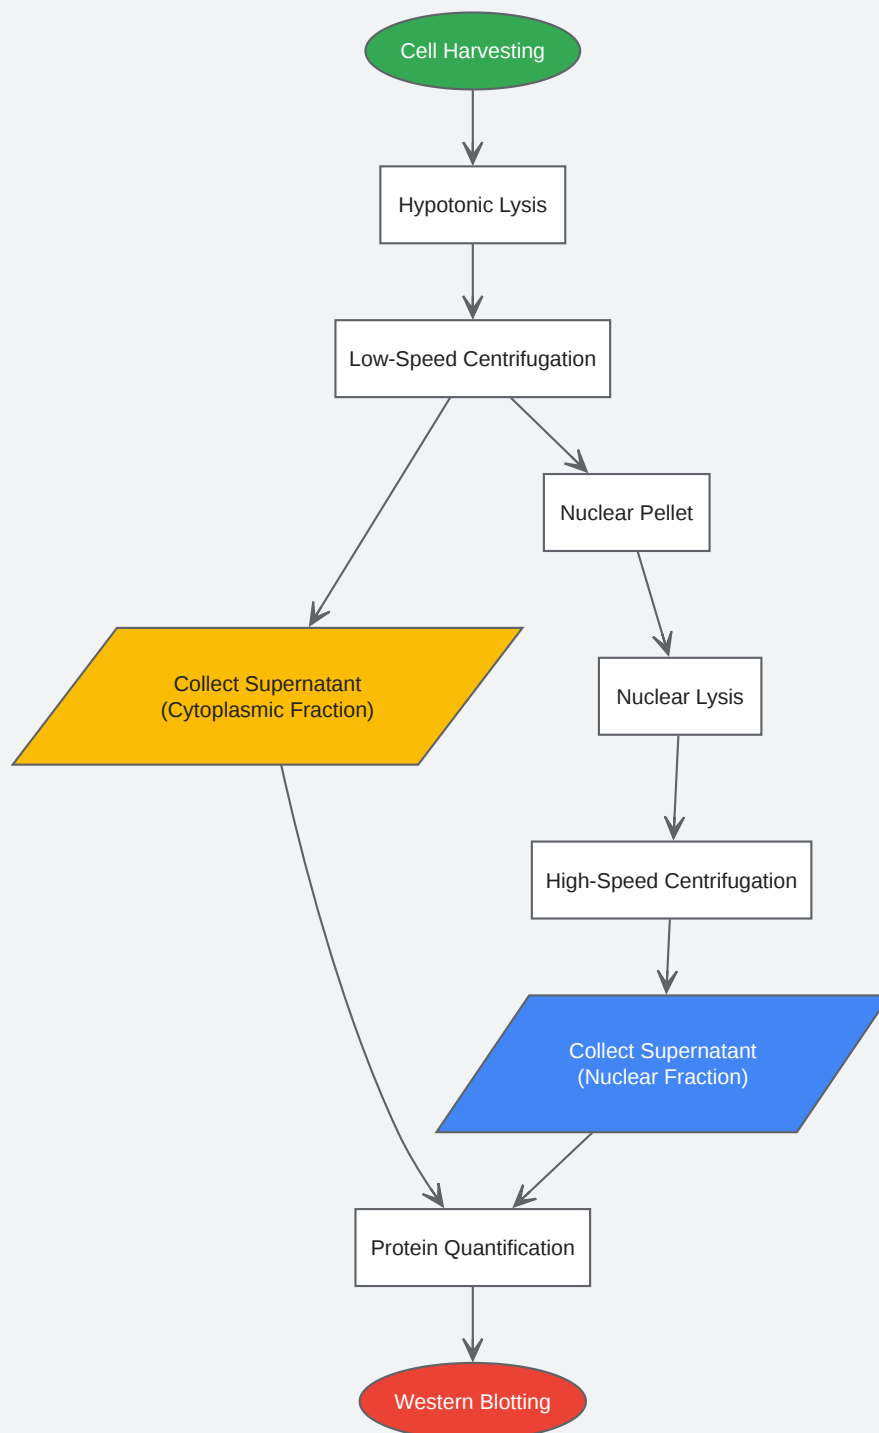 Cell Harvesting
Hypotonic Lysis
Low-Speed Centrifugation
Nuclear Pellet
Collect Supernatant
(Cytoplasmic Fraction)
Nuclear Lysis
High-Speed Centrifugation
Collect Supernatant
(Nuclear Fraction)
Protein Quantification
Western Blotting